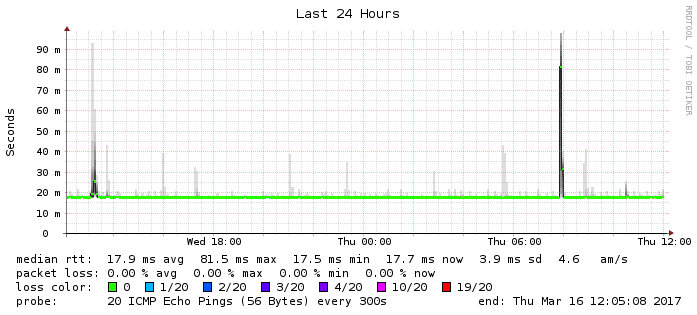 Last 24 Hours
RRDTOOL / TOBI OETIKER
Seconds
90 m
80 m
70 m
60 m
50 m
40 m
30 m
20 m
10 m
0
Wed 18:00 Thu 00:00 Thu 06:00 Thu 12:00
median rtt: 17.9 ms avg 81.5 ms max 17.5 ms min 17.7 ms now 3.9 ms sd 4.6 am/s
packet loss: 0.00 % avg 0.00 % max 0.00 % min 0.00 % now
loss color: 0 1/20 2/20 3/20 4/20 10/20 19/20
probe: 20 ICMP Echo Pings (56 Bytes) every 300s end: Thu Mar 16 12:05:08 2017